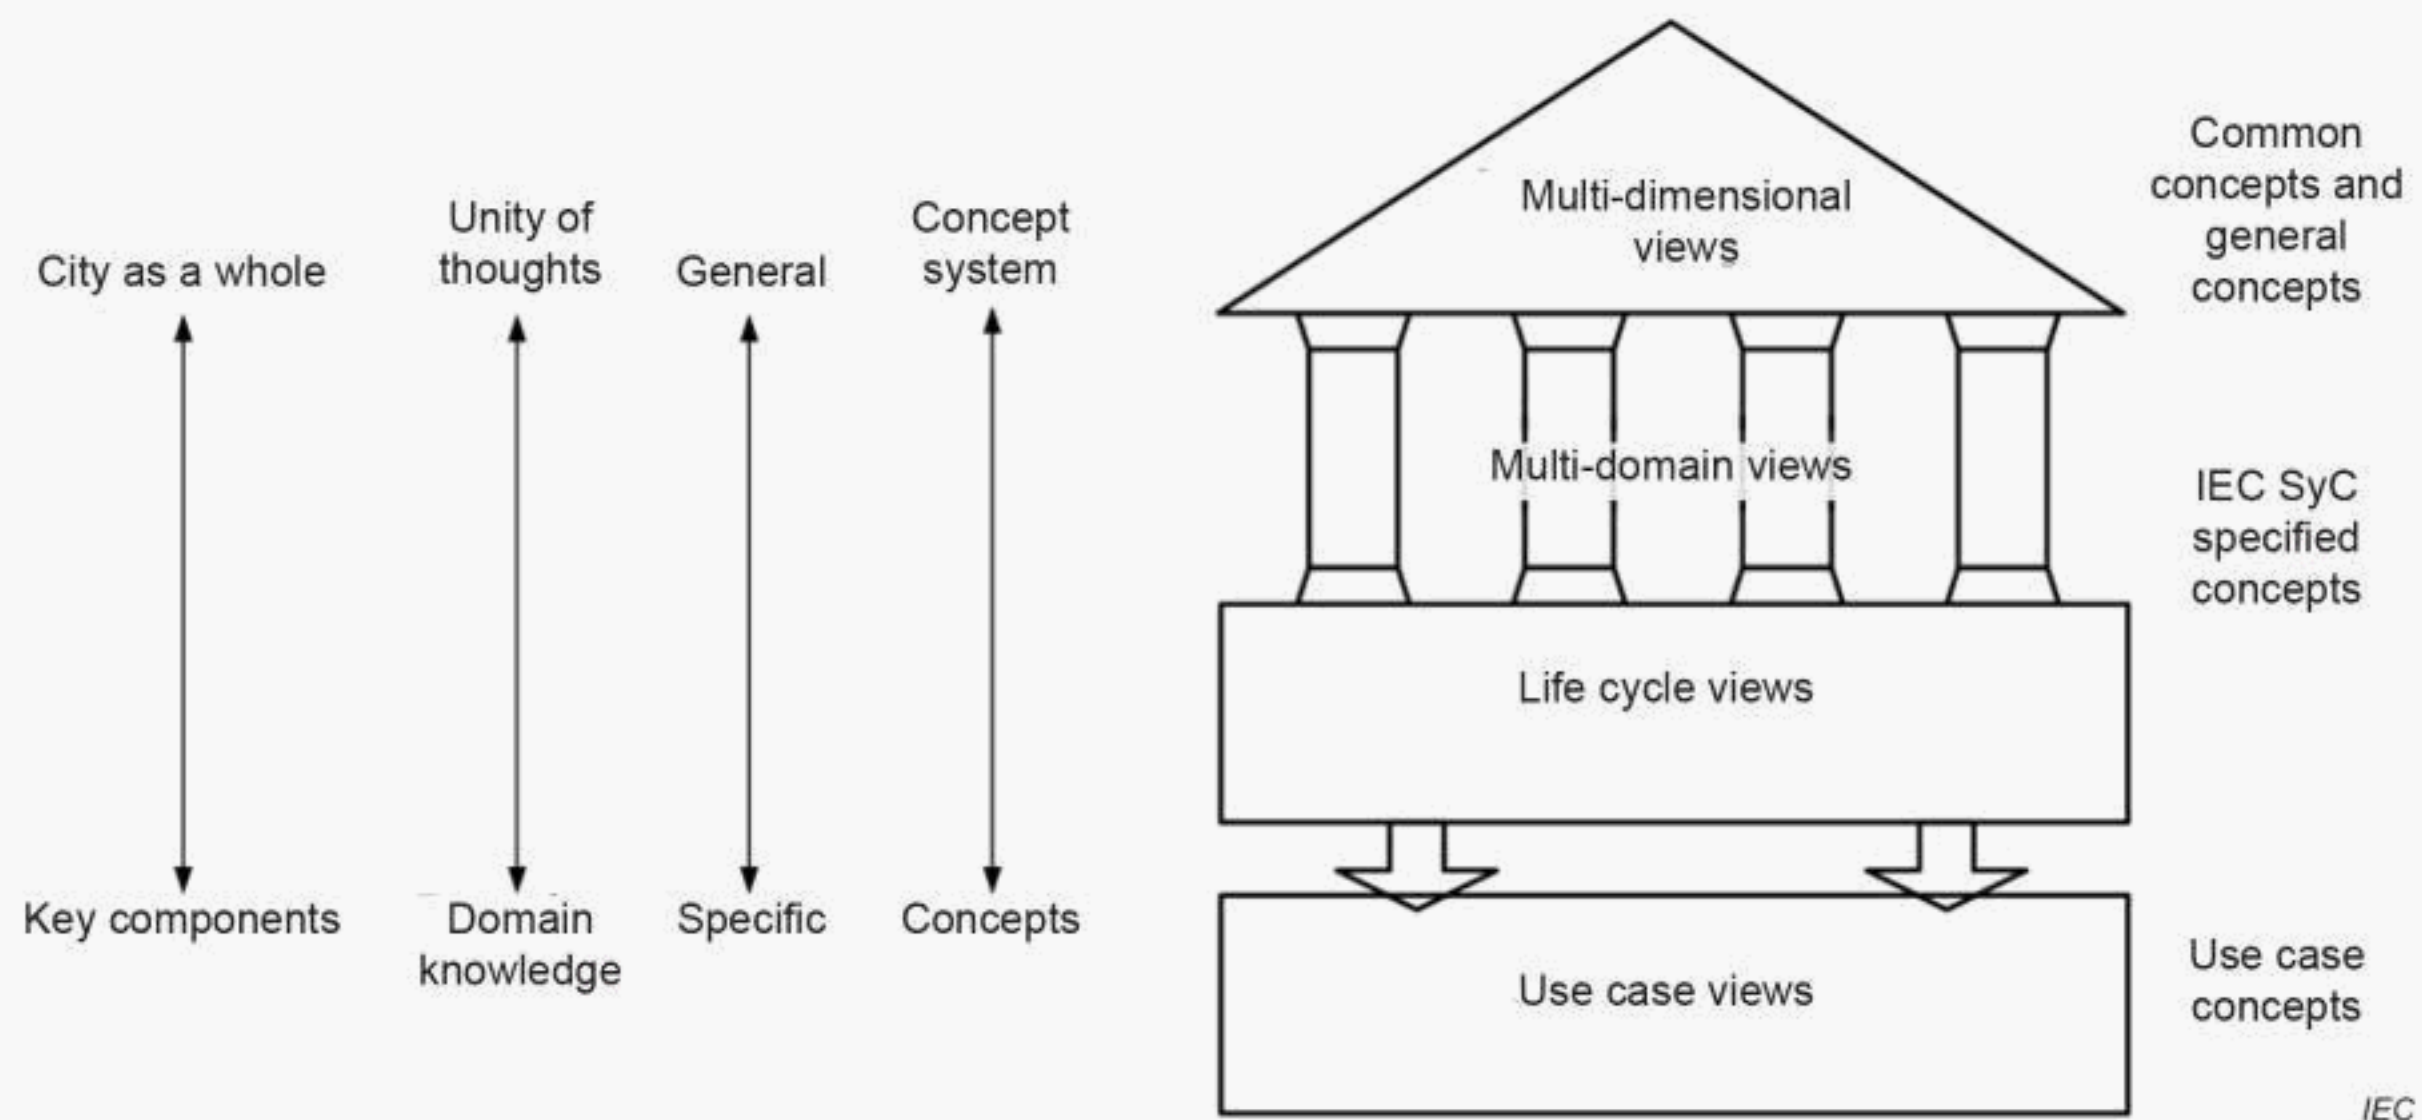 City as a whole
Unity of
thoughts
General
Concept
system
Key components
Domain
knowledge
Specific
Concepts
Multi-dimensional
views
Multi-domain views
Life cycle views
Use case views
Common
concepts and
general
concepts
IEC SyC
specified
concepts
Use case
concepts
IEC